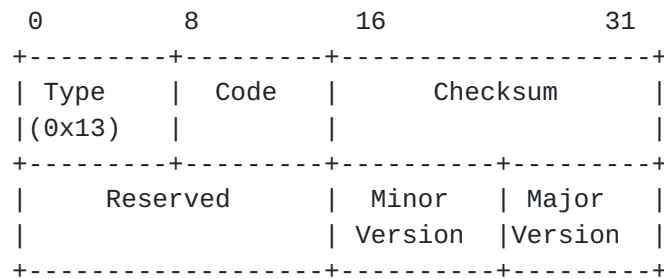 0 8 16 31
+---------+---------+--------------------+
| Type | Code | Checksum |
|(0x13) | | |
+---------+---------+----------+---------+
| Reserved | Minor | Major |
| | Version |Version |
+-------------------+----------+---------+